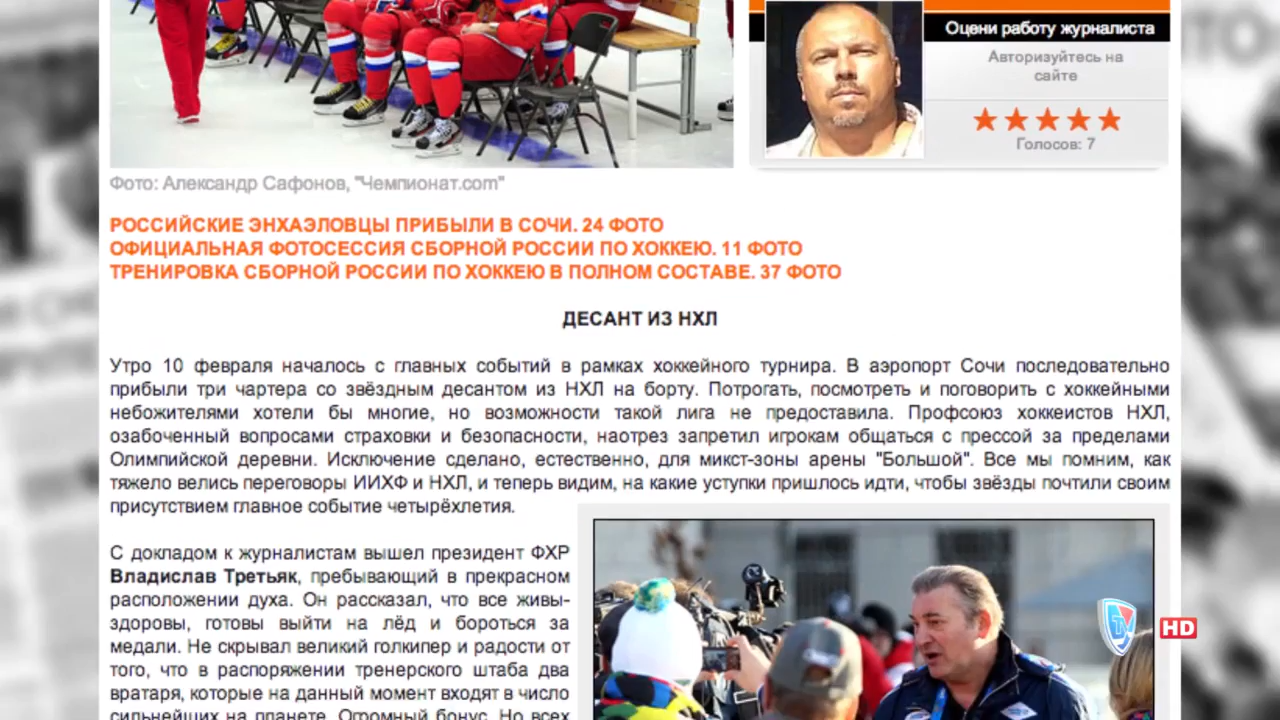 Оцени работу журналиста
Авторизуйтесь на
сайте
Голосов: 7
Фото: Александр Сафонов, "Чемпионат.com"
РОССИЙСКИЕ ЭНХАЭЛОВЦЫ ПРИБЫЛИ В СОЧИ. 24 ФОТО
ОФИЦИАЛЬНАЯ ФОТОСЕССИЯ СБОРНОЙ РОССИИ ПО ХОККЕЮ. 11 ФОТО
ТРЕНИРОВКА СБОРНОЙ РОССИИ ПО ХОККЕЮ В ПОЛНОМ СОСТАВЕ. 37 ФОТО
ДЕСАНТ ИЗ НХЛ
Утро 10 февраля началось с главных событий в рамках хоккейного турнира. В аэропорт Сочи последовательно
прибыли три чартера со звёздным десантом из НХЛ на борту. Потрогать, посмотреть и поговорить с хоккейными
небожителями хотели бы многие, но возможности такой лига не предоставила. Профсоюз хоккеистов НХЛ,
озабоченный вопросами страховки и безопасности, наотрез запретил игрокам общаться с прессой за пределами
Олимпийской деревни. Исключение сделано, естественно, для микст-зоны арены "Большой". Все мы помним, как
тяжело велись переговоры ИИХФ и НХЛ, и теперь видим, на какие уступки пришлось идти, чтобы звёзды почтили своим
присутствием главное событие четырёхлетия.
С докладом к журналистам вышел президент ФХР
Владислав Третьяк, пребывающий в прекрасном
расположении духа. Он рассказал, что все живы-
здоровы, готовы выйти на лёд и бороться за
медали. Не скрывал великий голкипер и радости от
того, что в распоряжении тренерского штаба два
вратаря, которые на данный момент входят в число
сильнейших на планете. Огромный бонус. Но всех
HD